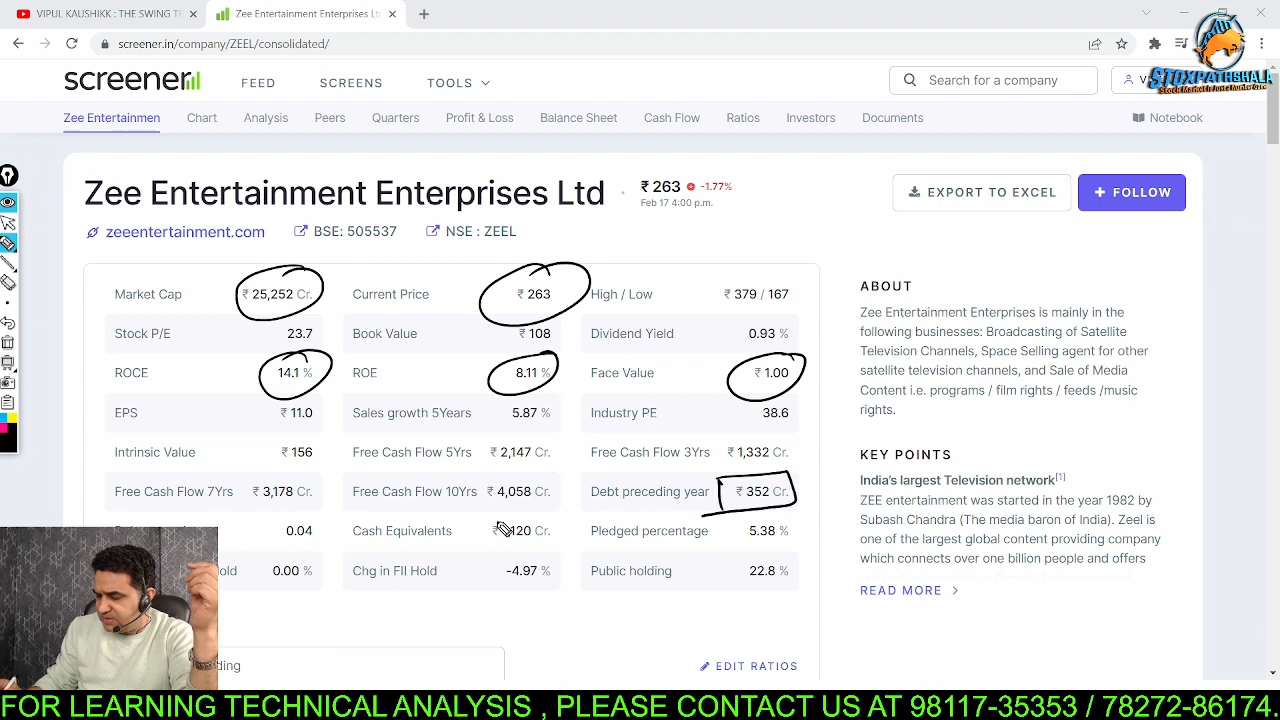 VIPUL KAUSHIKK : THE SWING T
Zee Entertainment Enterprises Lt
screener.in/company/ZEEL/consolidated/
STOXPATHSHALA
screener
FEED SCREENS TOOLS
Search for a company
Zee Entertainmen Chart Analysis Peers Quarters Profit & Loss Balance Sheet Cash Flow Ratios Investors Documents Notebook
Zee Entertainment Enterprises Ltd
₹ 263 -1.77%
Feb 17 4:00 p.m.
EXPORT TO EXCEL
+ FOLLOW
zeeentertainment.com BSE: 505537 NSE : ZEEL
Market Cap ₹ 25,252 Cr. Current Price ₹ 263 High / Low ₹ 379 / 167
Stock P/E 23.7 Book Value ₹ 108 Dividend Yield 0.93 %
ROCE 14.1 % ROE 8.11 % Face Value ₹ 1.00
EPS ₹ 11.0 Sales growth 5Years 5.87 % Industry PE 38.6
Intrinsic Value ₹ 156 Free Cash Flow 5Yrs ₹ 2,147 Cr. Free Cash Flow 3Yrs ₹ 1,332 Cr.
Free Cash Flow 7Yrs ₹ 3,178 Cr. Free Cash Flow 10Yrs ₹ 4,058 Cr. Debt preceding year ₹ 352 Cr.
0.04 Cash Equivalents 120 Cr. Pledged percentage 5.38 %
old 0.00 % Chg in FII Hold -4.97 % Public holding 22.8 %
EDIT RATIOS
ABOUT
Zee Entertainment Enterprises is mainly in the
following businesses: Broadcasting of Satellite
Television Channels, Space Selling agent for other
satellite television channels, and Sale of Media
Content i.e. programs / film rights / feeds /music
rights.
KEY POINTS
India's largest Television network[1]
ZEE entertainment was started in the year 1982 by
Subash Chandra (The media baron of India). Zeel is
one of the largest global content providing company
which connects over one billion people and offers
READ MORE
FOR LEARNING TECHNICAL ANALYSIS , PLEASE CONTACT US AT 98117-35353 / 78272-86174.